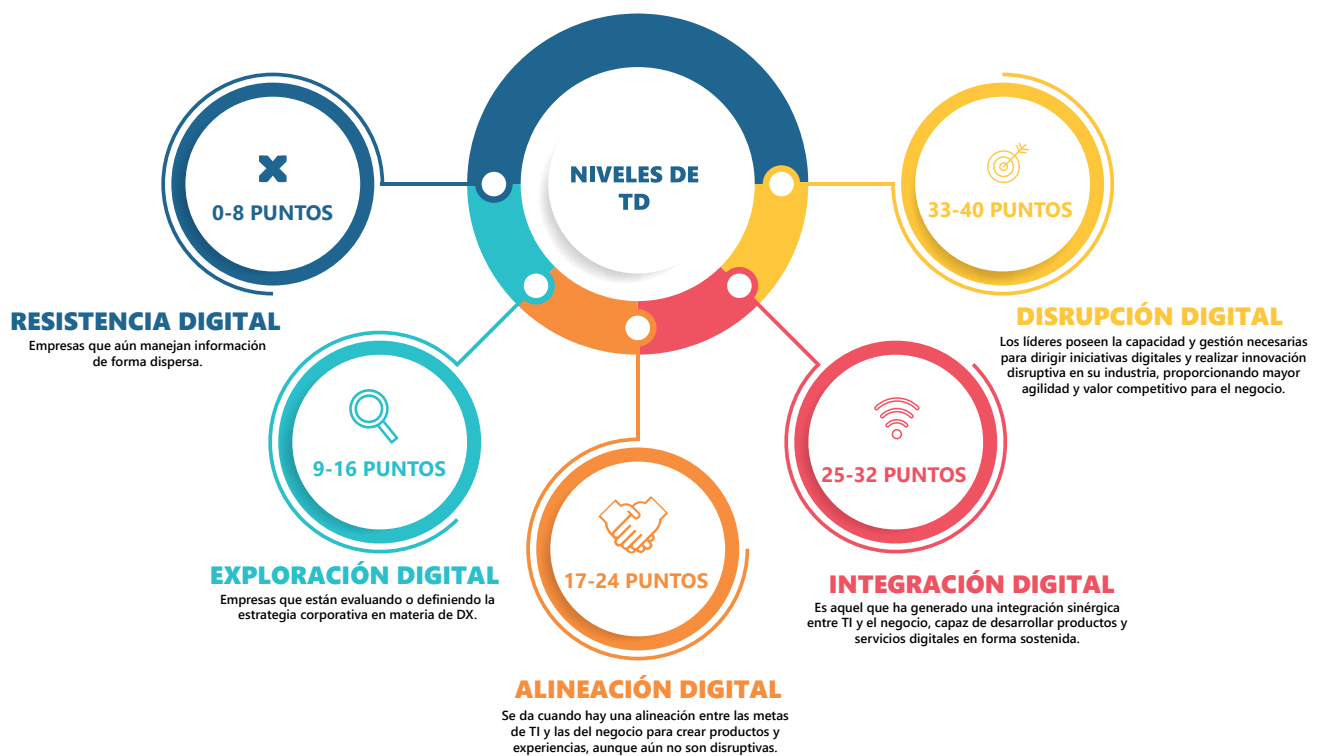 NIVELES DE
TD
0-8 PUNTOS
RESISTENCIA DIGITAL
Empresas que aún manejan información
de forma dispersa.
9-16 PUNTOS
EXPLORACIÓN DIGITAL
Empresas que están evaluando o definiendo la
estrategia corporativa en materia de DX.
17-24 PUNTOS
ALINEACIÓN DIGITAL
Se da cuando hay una alineación entre las metas
de TI y las del negocio para crear productos y
experiencias, aunque aún no son disruptivas.
25-32 PUNTOS
INTEGRACIÓN DIGITAL
Es aquel que ha generado una integración sinérgica
entre TI y el negocio, capaz de desarrollar productos y
servicios digitales en forma sostenida.
33-40 PUNTOS
DISRUPCIÓN DIGITAL
Los líderes poseen la capacidad y gestión necesarias
para dirigir iniciativas digitales y realizar innovación
disruptiva en su industria, proporcionando mayor
agilidad y valor competitivo para el negocio.